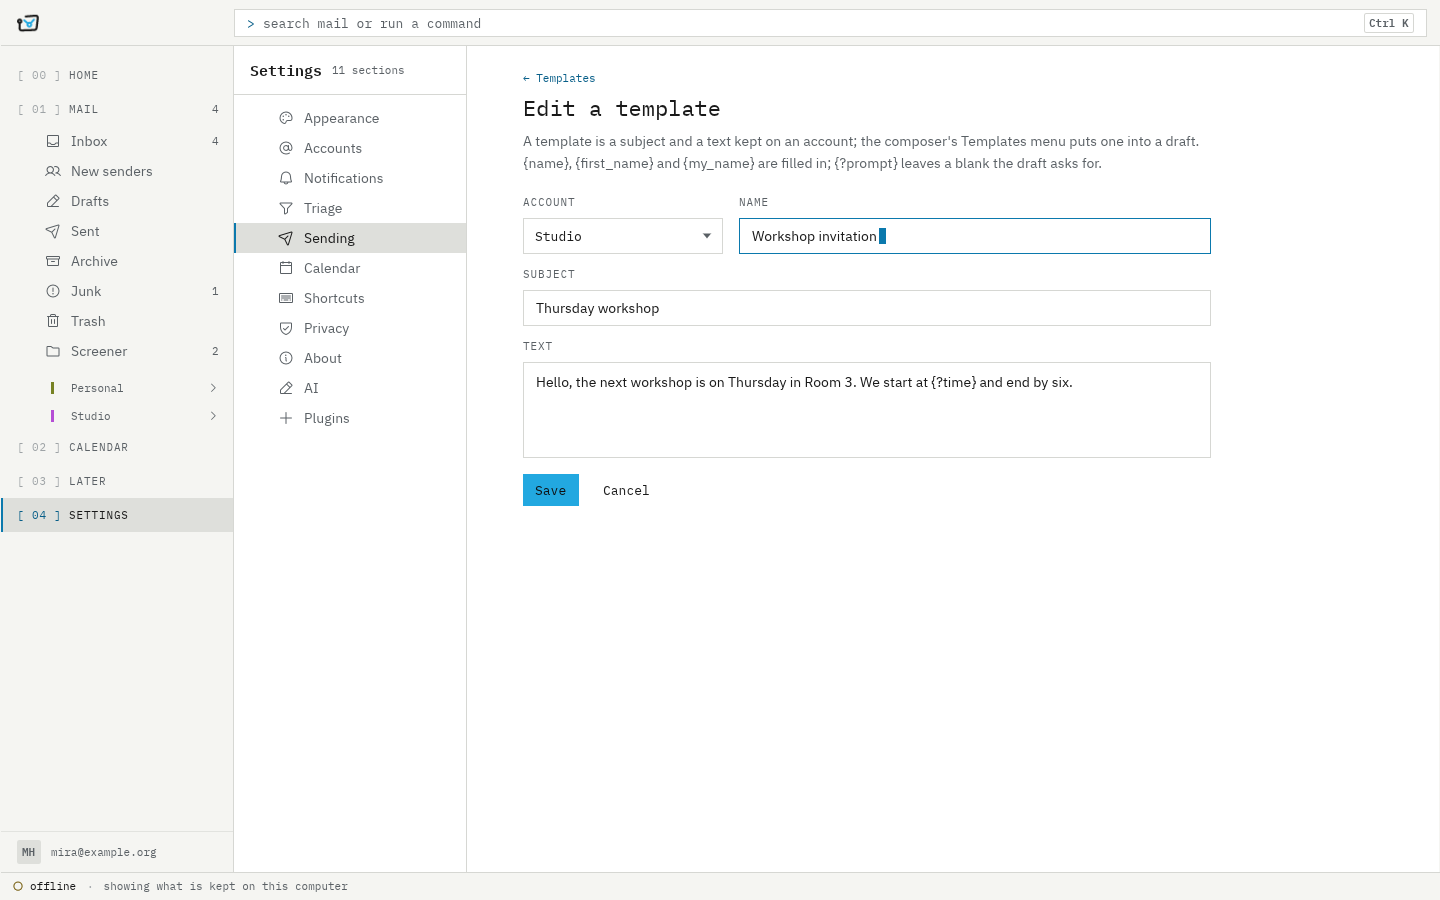 > search mail or run a command
Ctrl K
[ 00 ] HOME
[ 01 ] MAIL 4
Inbox 4
New senders
Drafts
Sent
Archive
Junk 1
Trash
Screener 2
Personal
Studio
[ 02 ] CALENDAR
[ 03 ] LATER
[ 04 ] SETTINGS
MH mira@example.org
Settings 11 sections
Appearance
Accounts
Notifications
Triage
Sending
Calendar
Shortcuts
Privacy
About
AI
Plugins
← Templates
Edit a template
A template is a subject and a text kept on an account; the composer's Templates menu puts one into a draft.
{name}, {first_name} and {my_name} are filled in; {?prompt} leaves a blank the draft asks for.
ACCOUNT
Studio
NAME
Workshop invitation
SUBJECT
Thursday workshop
TEXT
Hello, the next workshop is on Thursday in Room 3. We start at {?time} and end by six.
Save Cancel
offline · showing what is kept on this computer